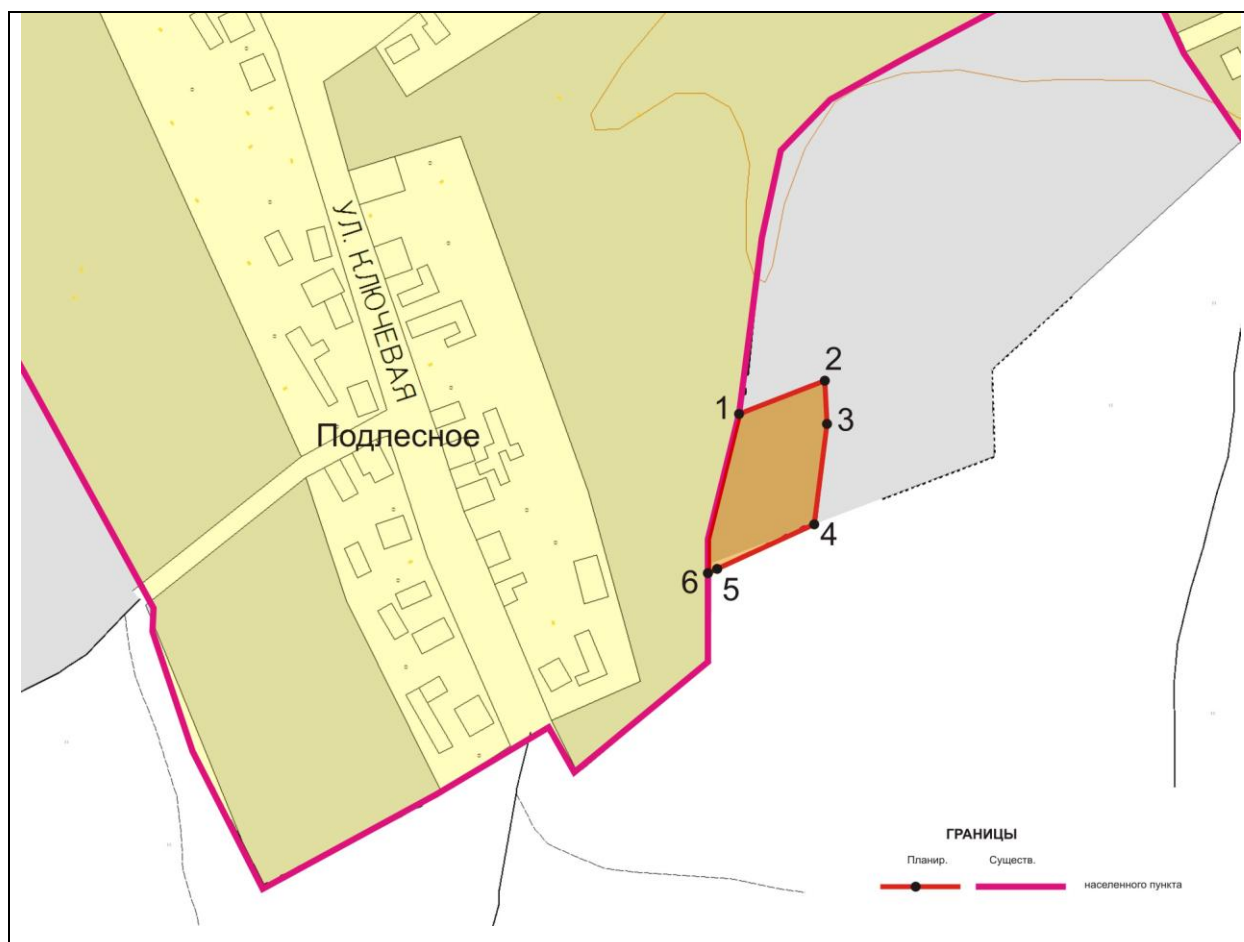 УЛ. КЛЮЧЕВАЯ
Подлесное
1
2
3
4
5
6
ГРАНИЦЫ
Планир. Существ.
населенного пункта